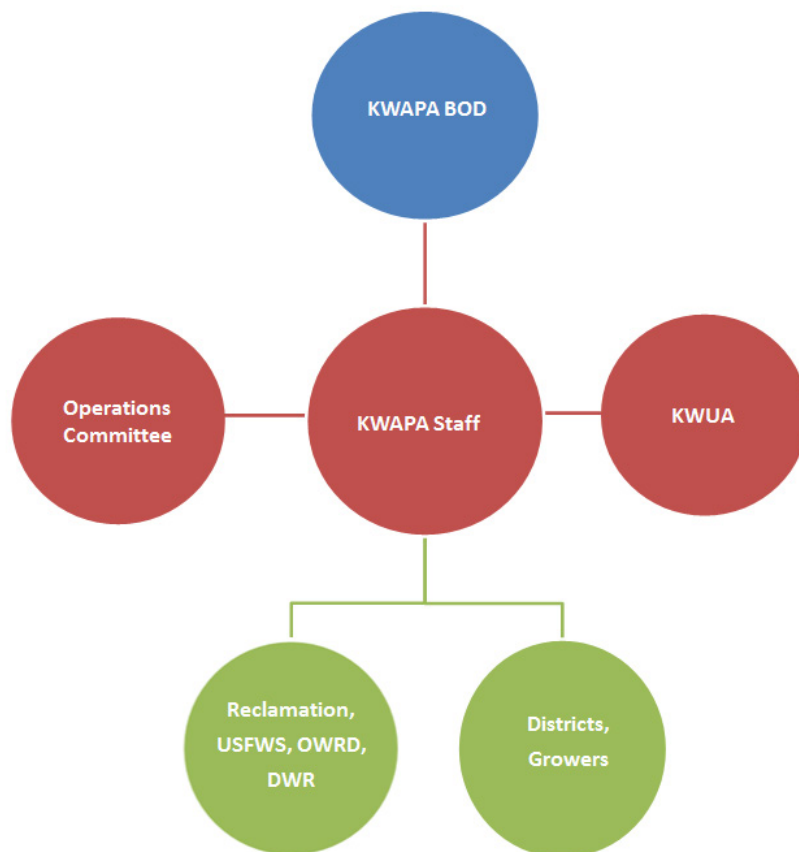 KWAPA BOD
Operations
Committee
KWAPA Staff
KWUA
Reclamation,
USFWS, OWRD,
DWR
Districts,
Growers